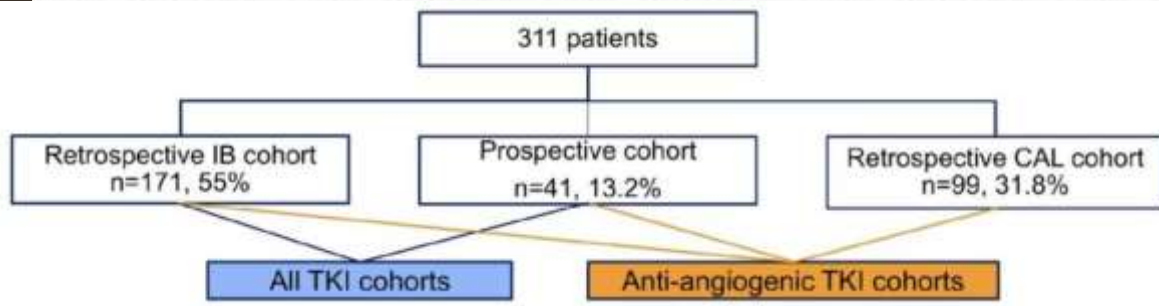 311 patients
Retrospective IB cohort
n=171, 55%
Prospective cohort
n=41, 13.2%
Retrospective CAL cohort
n=99, 31.8%
All TKI cohorts
Anti-angiogenic TKI cohorts